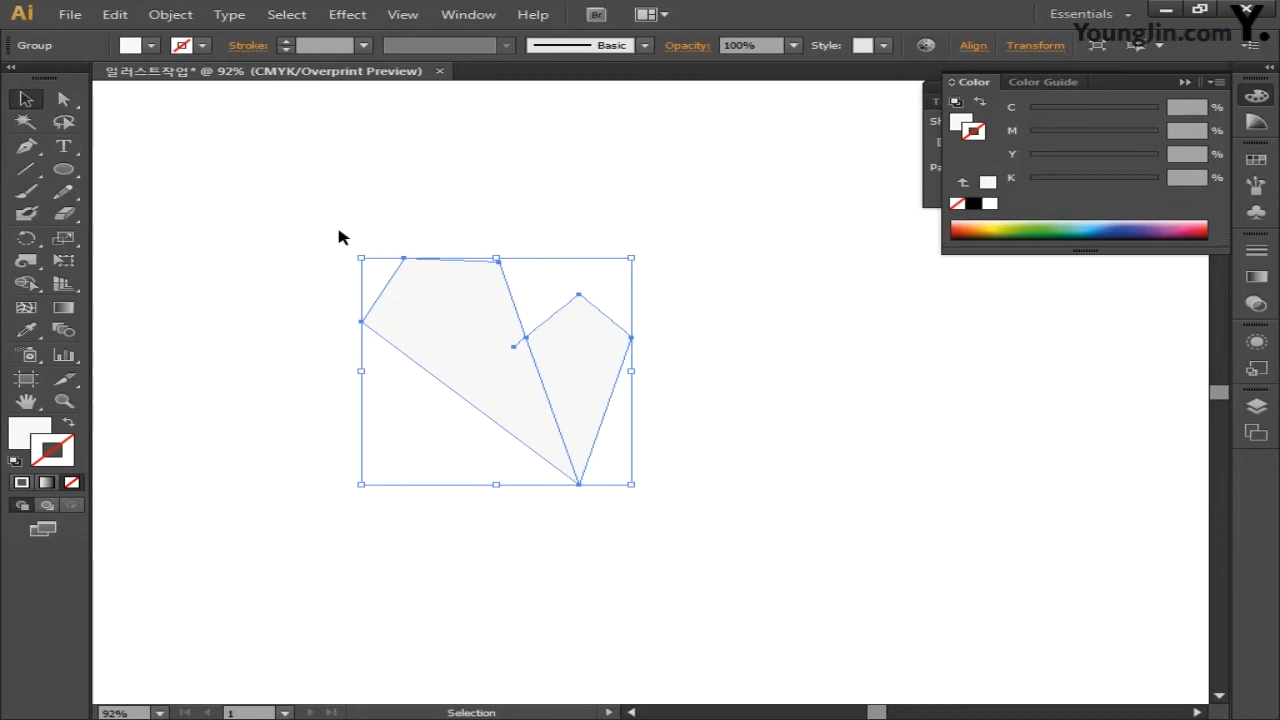 Ai File Edit Object Type Select Effect View Window Help Br Essentials
YoungJin.com Y.
Group Stroke: Basic Opacity: 100% Style: Align Transform
일러스트작업* @ 92% (CMYK/Overprint Preview) ×
Color Color Guide
C %
M %
Y %
K %
T
Sh
Pa
92% 1 Selection